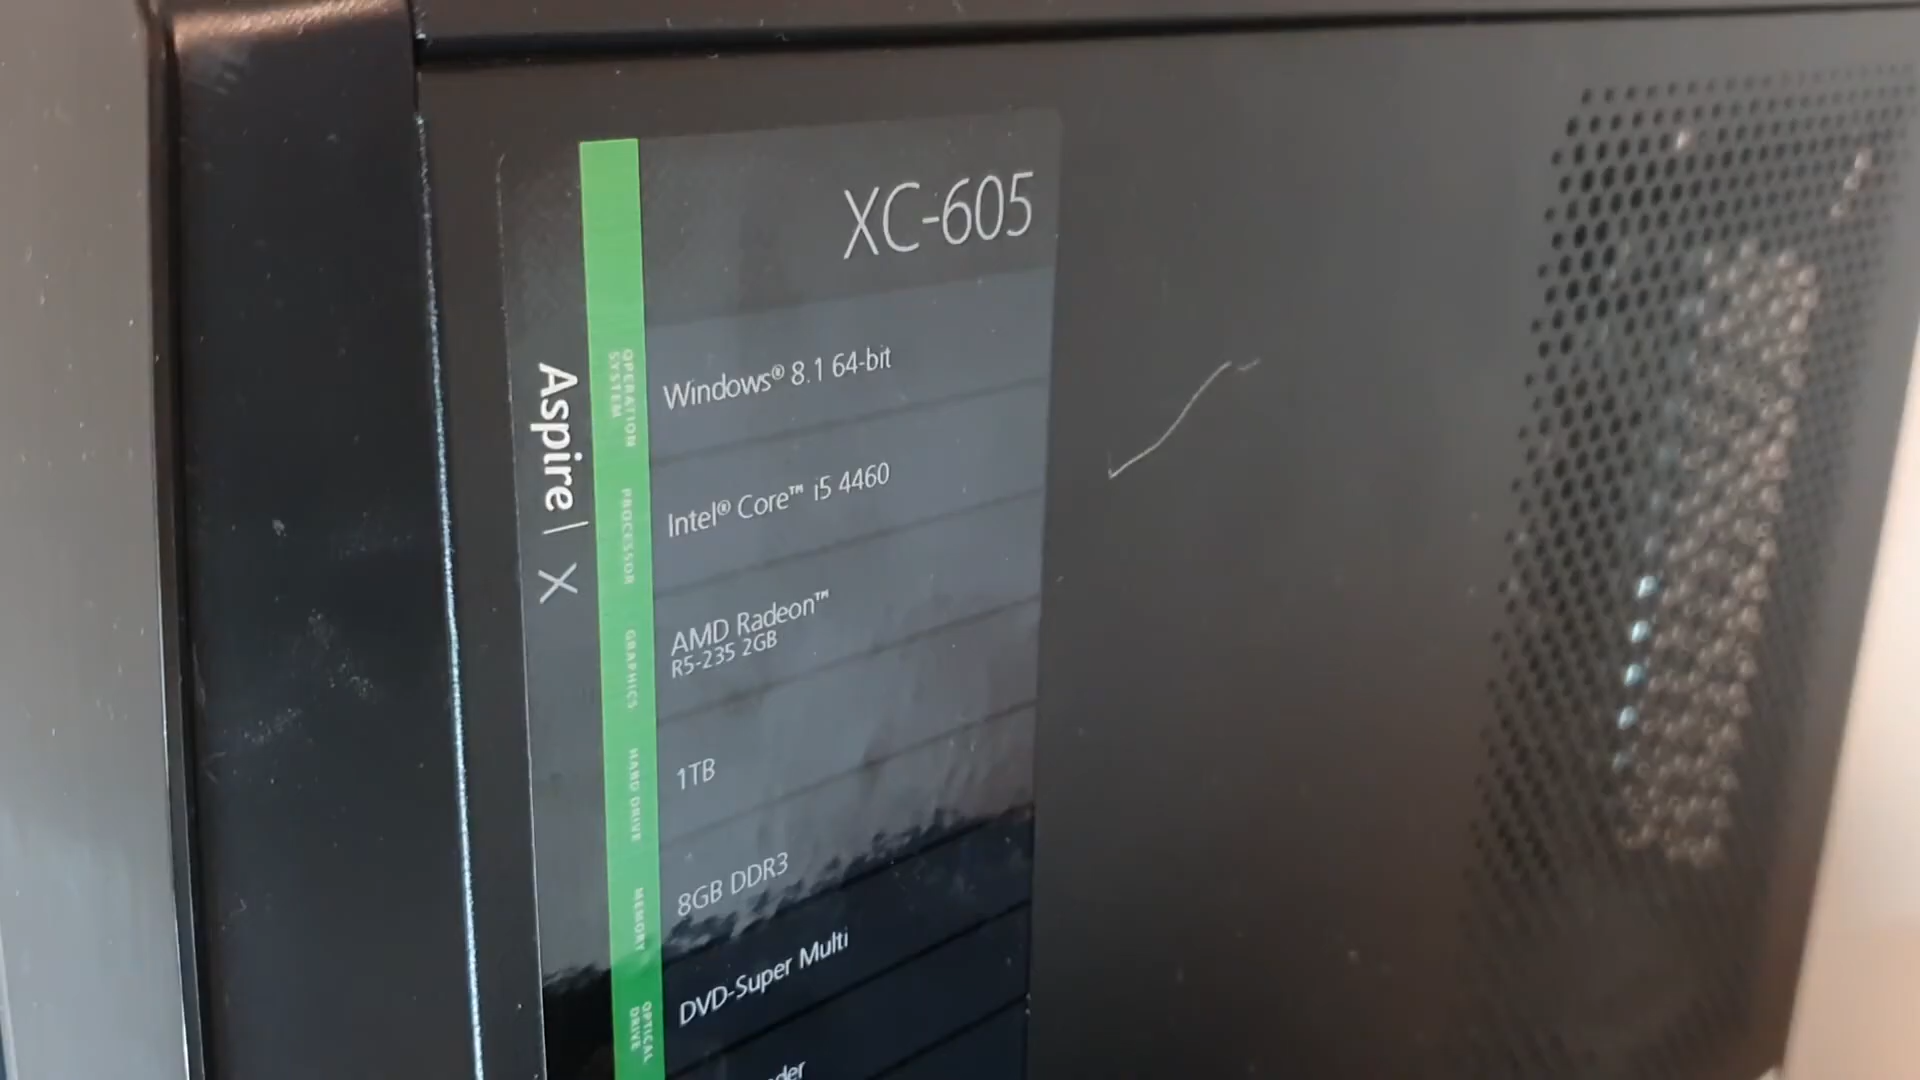 XC-605
Aspire | X
OPERATION
SYSTEM
Windows® 8.1 64-bit
PROCESSOR
Intel® Core™ i5 4460
GRAPHICS
AMD Radeon™
R5-235 2GB
HARD DRIVE
1TB
MEMORY
8GB DDR3
OPTICAL
DRIVE
DVD-Super Multi